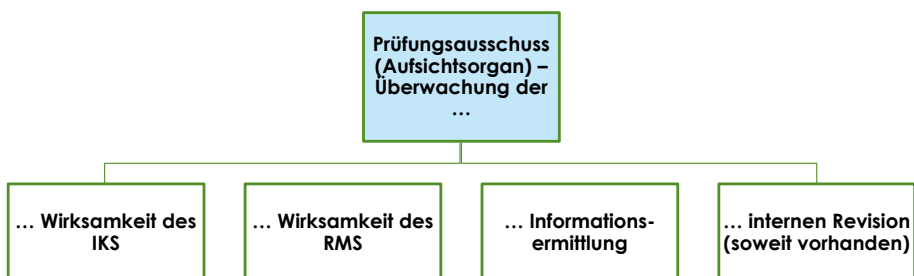 Prüfungsausschuss
(Aufsichtsorgan) –
Überwachung der
…
… Wirksamkeit des
IKS
… Wirksamkeit des
RMS
… Informations-
ermittlung
… internen Revision
(soweit vorhanden)